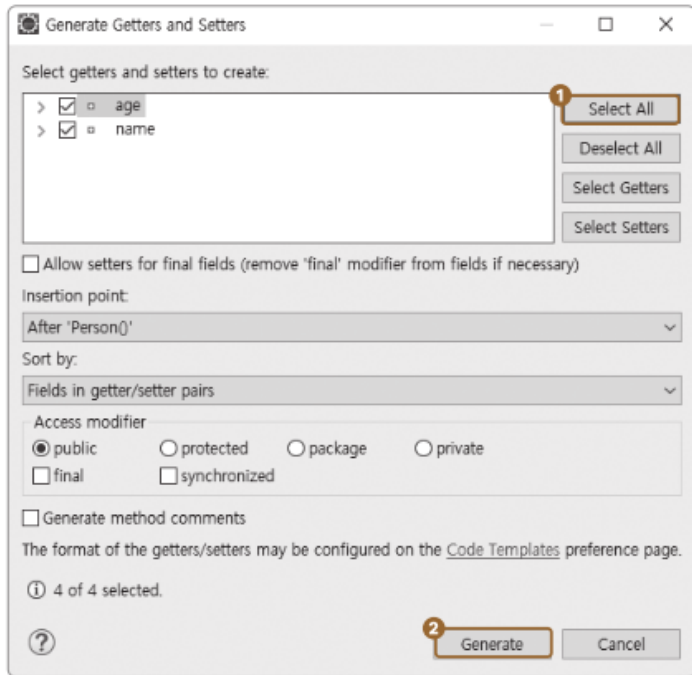 Generate Getters and Setters
Select getters and setters to create:
age
name
1
Select All
Deselect All
Select Getters
Select Setters
Allow setters for final fields (remove 'final' modifier from fields if necessary)
Insertion point:
After 'Person()'
Sort by:
Fields in getter/setter pairs
Access modifier
public protected package private
final synchronized
Generate method comments
The format of the getters/setters may be configured on the Code Templates preference page.
4 of 4 selected.
2
Generate Cancel